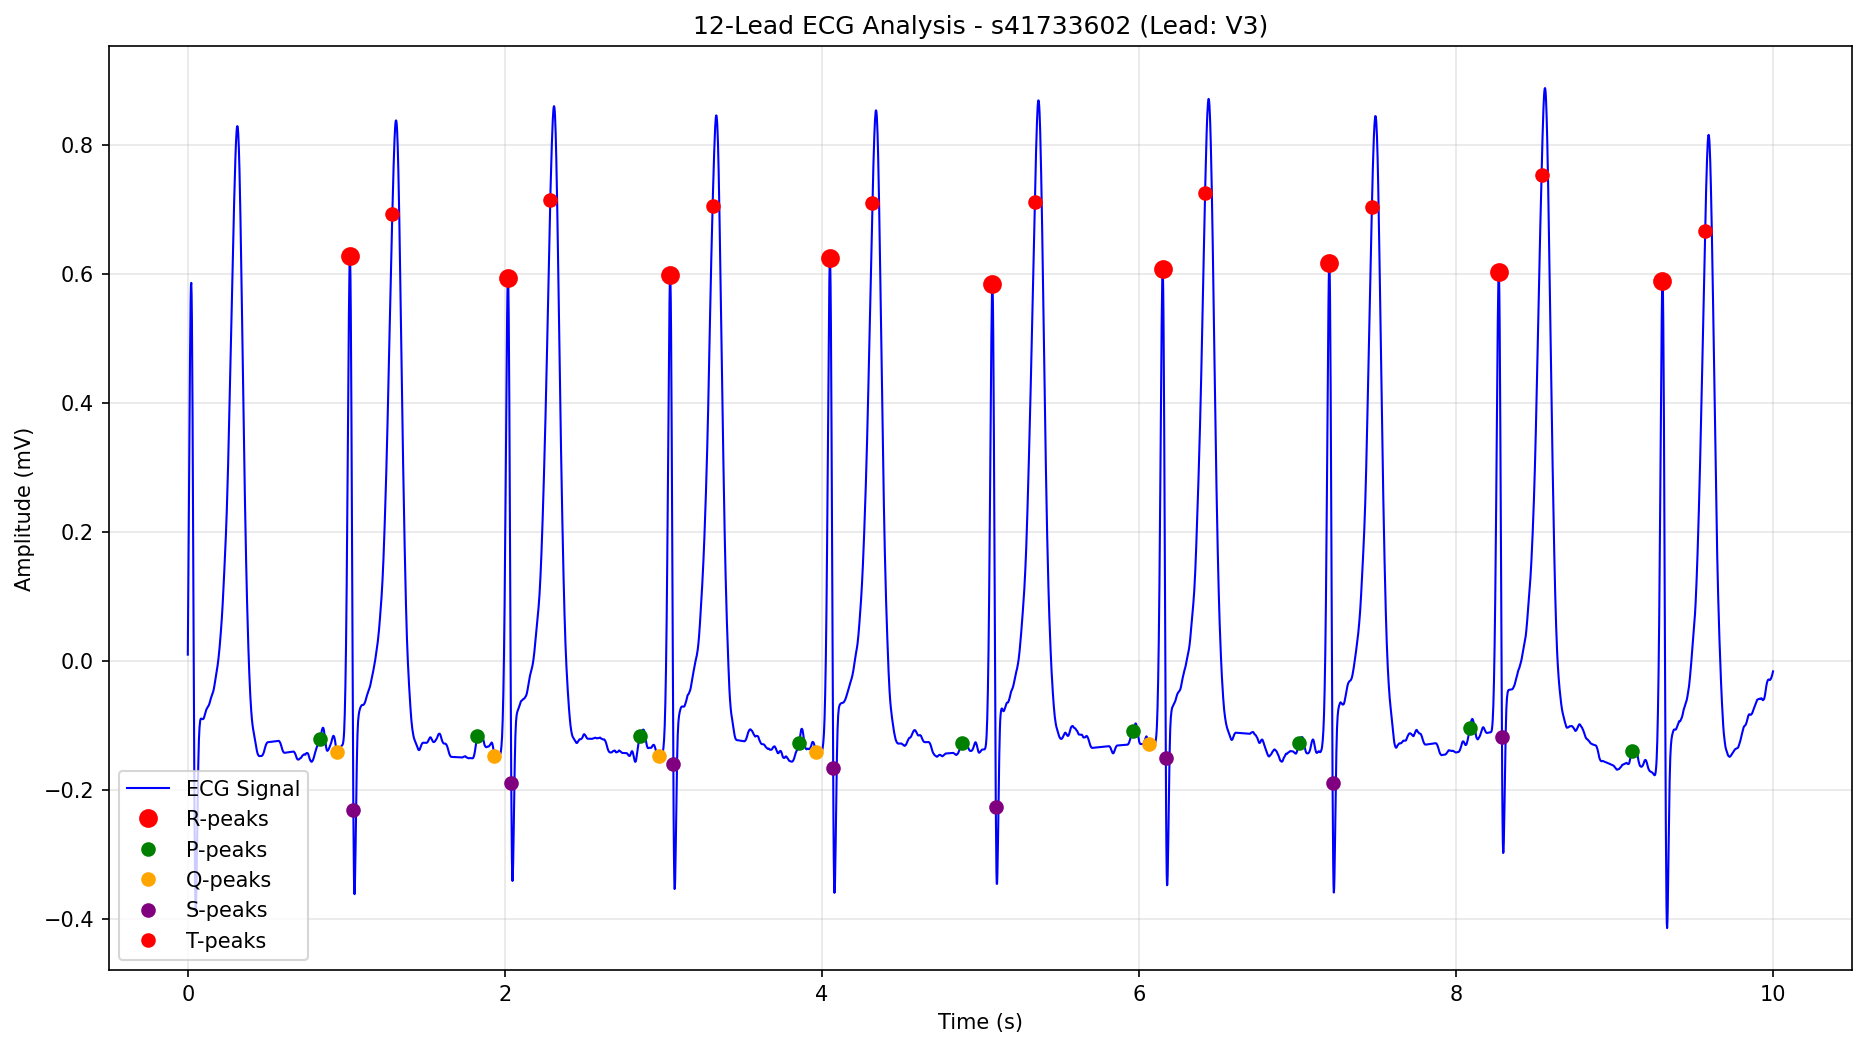 12-Lead ECG Analysis - s41733602 (Lead: V3)
Amplitude (mV)
0.8
0.6
0.4
0.2
0.0
−0.2
−0.4
ECG Signal
R-peaks
P-peaks
Q-peaks
S-peaks
T-peaks
0 2 4 6 8 10
Time (s)